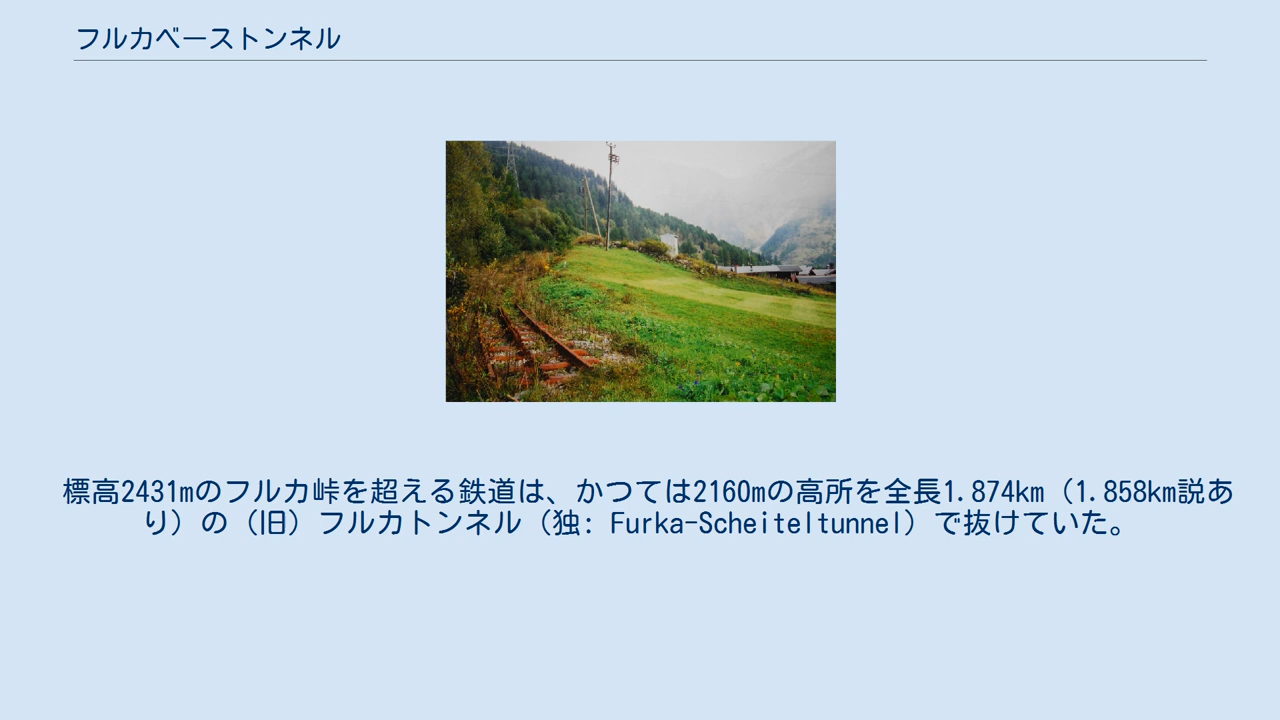 フルカベーストンネル
標高2431mのフルカ峠を超える鉄道は、かつては2160mの高所を全長1.874km（1.858km説あ
り）の（旧）フルカトンネル（独: Furka-Scheiteltunnel）で抜けていた。